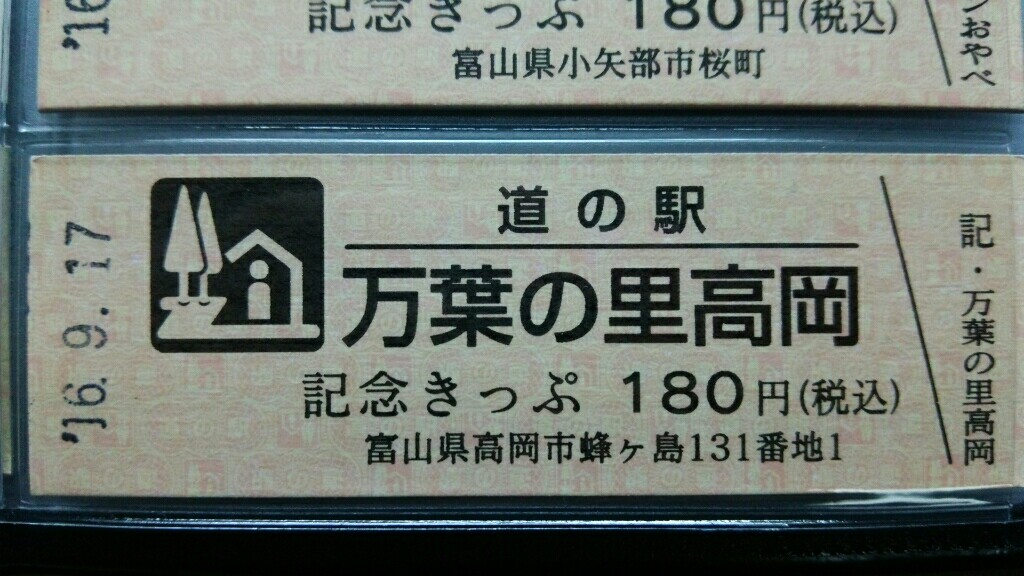 '16
記念きっぷ 180円(税込)
富山県小矢部市桜町
ンおやべ
'16. 9. 17
道の駅
万葉の里高岡
記念きっぷ 180円(税込)
富山県高岡市蜂ヶ島131番地1
記・万葉の里高岡